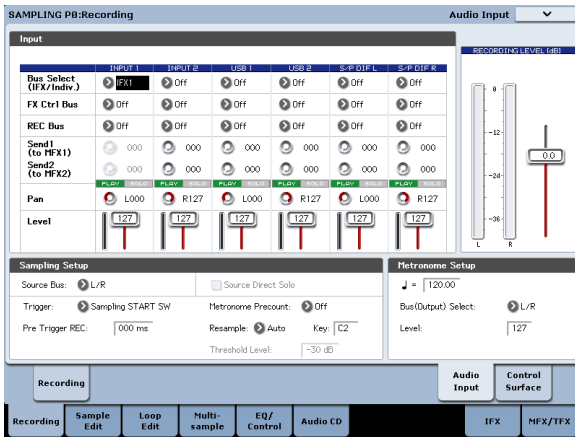 SAMPLING P0:Recording Audio Input
Input
RECORDING LEVEL [dB]
INPUT 1 INPUT 2 USB 1 USB 2 S/P DIF L S/P DIF R
Bus Select (IFX/Indiv.) IFX1 Off Off Off Off Off
FX Ctrl Bus Off Off Off Off Off Off
REC Bus Off Off Off Off Off Off
Send1 (to MFX1) 000 000 000 000 000 000
Send2 (to MFX2) 000 000 000 000 000 000
PLAY SOLO PLAY SOLO PLAY SOLO PLAY SOLO PLAY SOLO PLAY SOLO
Pan L000 R127 L000 R127 L000 R127
Level 127 127 127 127 127 127
0
-12
-24
-36
L R
0.0
Sampling Setup
Source Bus: L/R Source Direct Solo
Trigger: Sampling START SW Metronome Precount: Off
Pre Trigger REC: 000 ms Resample: Auto Key: C2
Threshold Level: -30 dB
Metronome Setup
♩ = 120.00
Bus(Output) Select: L/R
Level: 127
Recording Audio Input Control Surface
Recording Sample Edit Loop Edit Multi-sample EQ/Control Audio CD IFX MFX/TFX